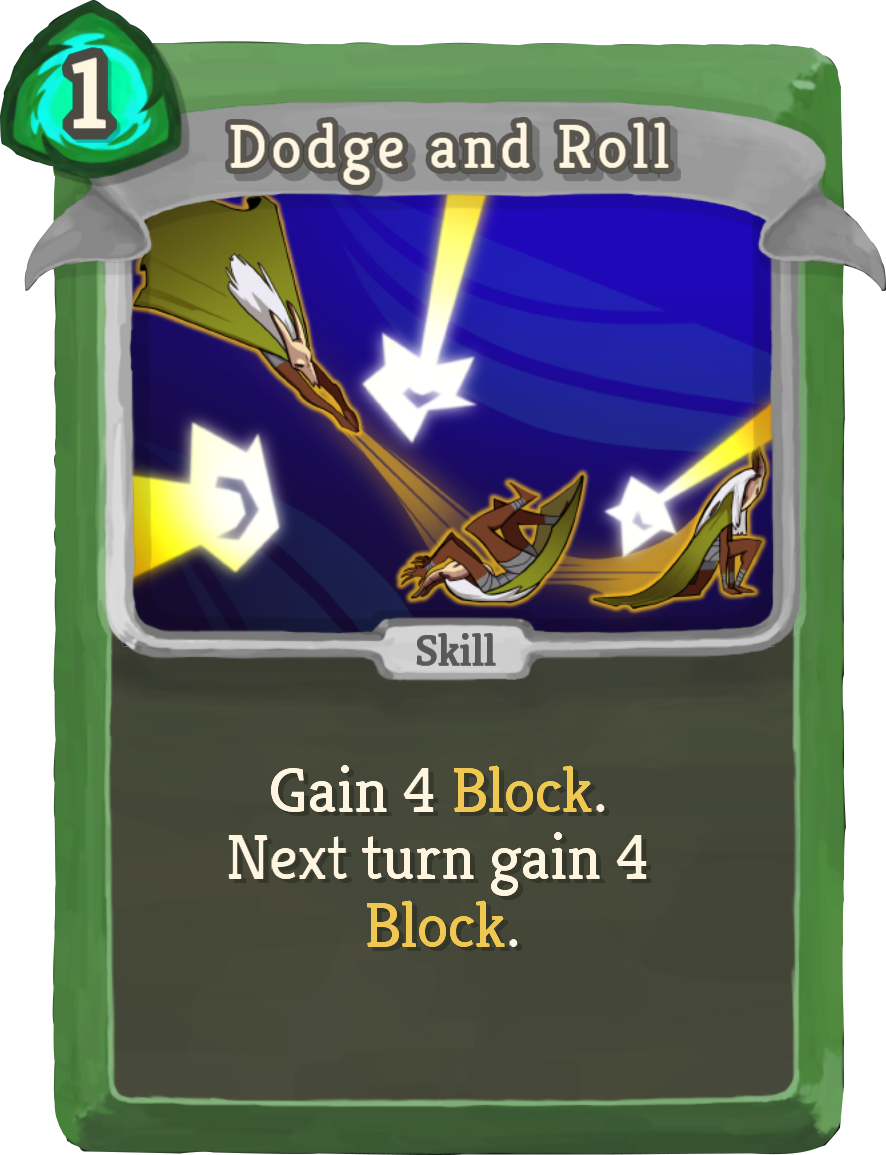 1
Dodge and Roll
Skill
Gain 4 Block.
Next turn gain 4
Block.